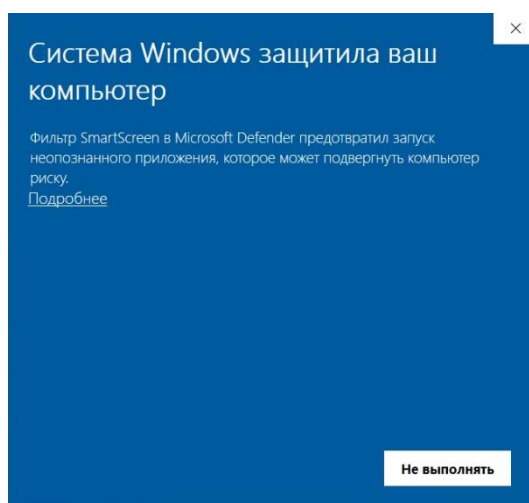 Система Windows защитила ваш
компьютер
Фильтр SmartScreen в Microsoft Defender предотвратил запуск
неопознанного приложения, которое может подвергнуть компьютер
риску.
Подробнее
Не выполнять